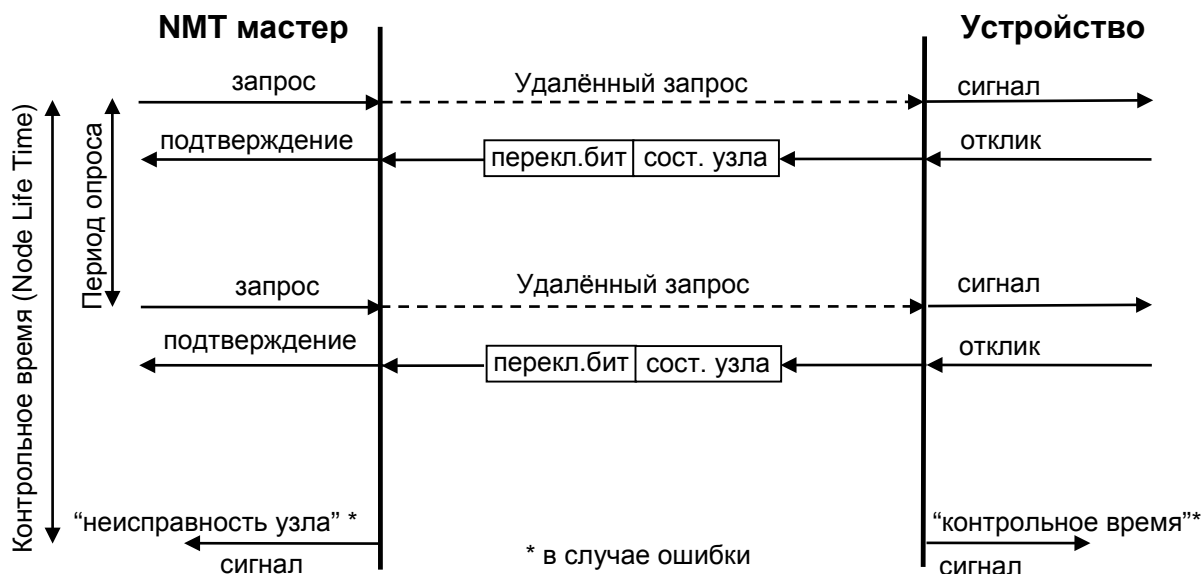 NMT мастер
Устройство
запрос
Удалённый запрос
сигнал
подтверждение
перекл.бит
сост. узла
отклик
Контрольное время (Node Life Time)
Период опроса
запрос
Удалённый запрос
сигнал
подтверждение
перекл.бит
сост. узла
отклик
“неисправность узла” *
“контрольное время”*
сигнал
* в случае ошибки
сигнал